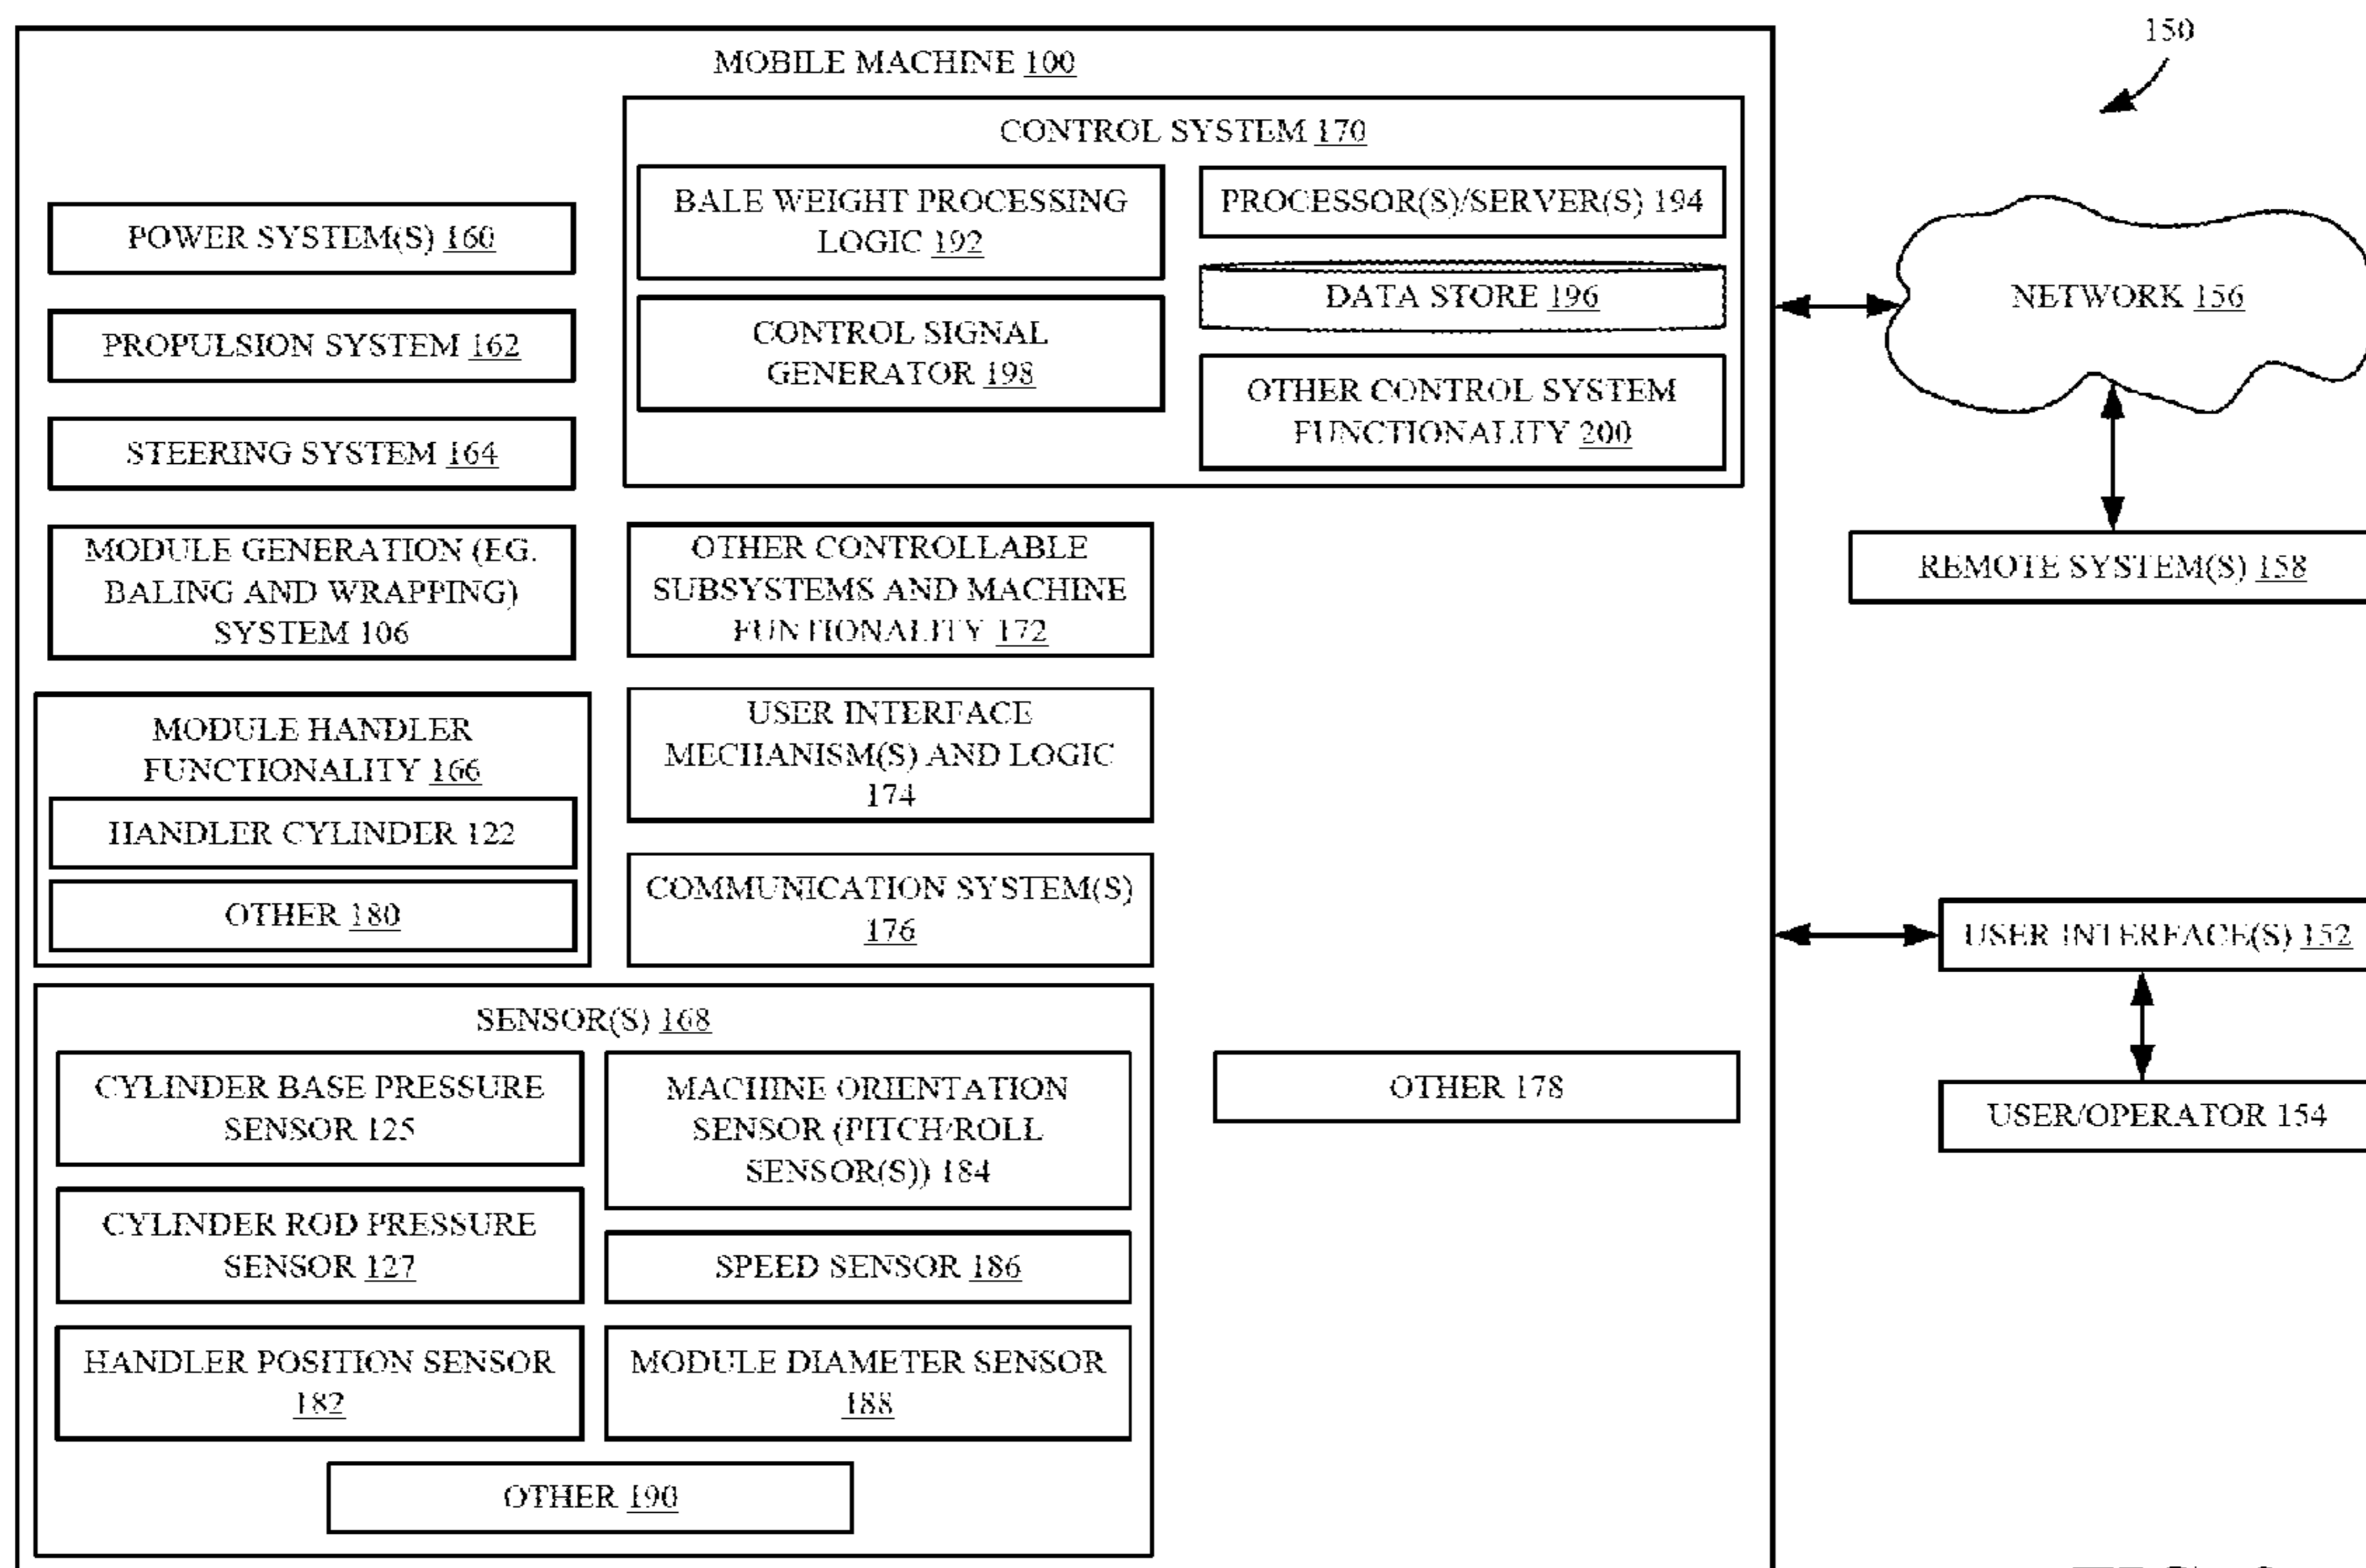 150
MOBILE MACHINE 100
CONTROL SYSTEM 170
BALE WEIGHT PROCESSING
LOGIC 192
PROCESSOR(S)/SERVER(S) 194
DATA STORE 196
CONTROL SIGNAL
GENERATOR 198
OTHER CONTROL SYSTEM
FUNCTIONALITY 200
POWER SYSTEM(S) 160
PROPULSION SYSTEM 162
STEERING SYSTEM 164
MODULE GENERATION (EG.
BALING AND WRAPPING)
SYSTEM 106
OTHER CONTROLLABLE
SUBSYSTEMS AND MACHINE
FUNTIONALITY 172
MODULE HANDLER
FUNCTIONALITY 166
HANDLER CYLINDER 122
OTHER 180
USER INTERFACE
MECHANISM(S) AND LOGIC
174
COMMUNICATION SYSTEM(S)
176
SENSOR(S) 168
CYLINDER BASE PRESSURE
SENSOR 125
MACHINE ORIENTATION
SENSOR (PITCH/ROLL
SENSOR(S)) 184
CYLINDER ROD PRESSURE
SENSOR 127
SPEED SENSOR 186
HANDLER POSITION SENSOR
182
MODULE DIAMETER SENSOR
188
OTHER 190
OTHER 178
NETWORK 156
REMOTE SYSTEM(S) 158
USER INTERFACE(S) 152
USER/OPERATOR 154